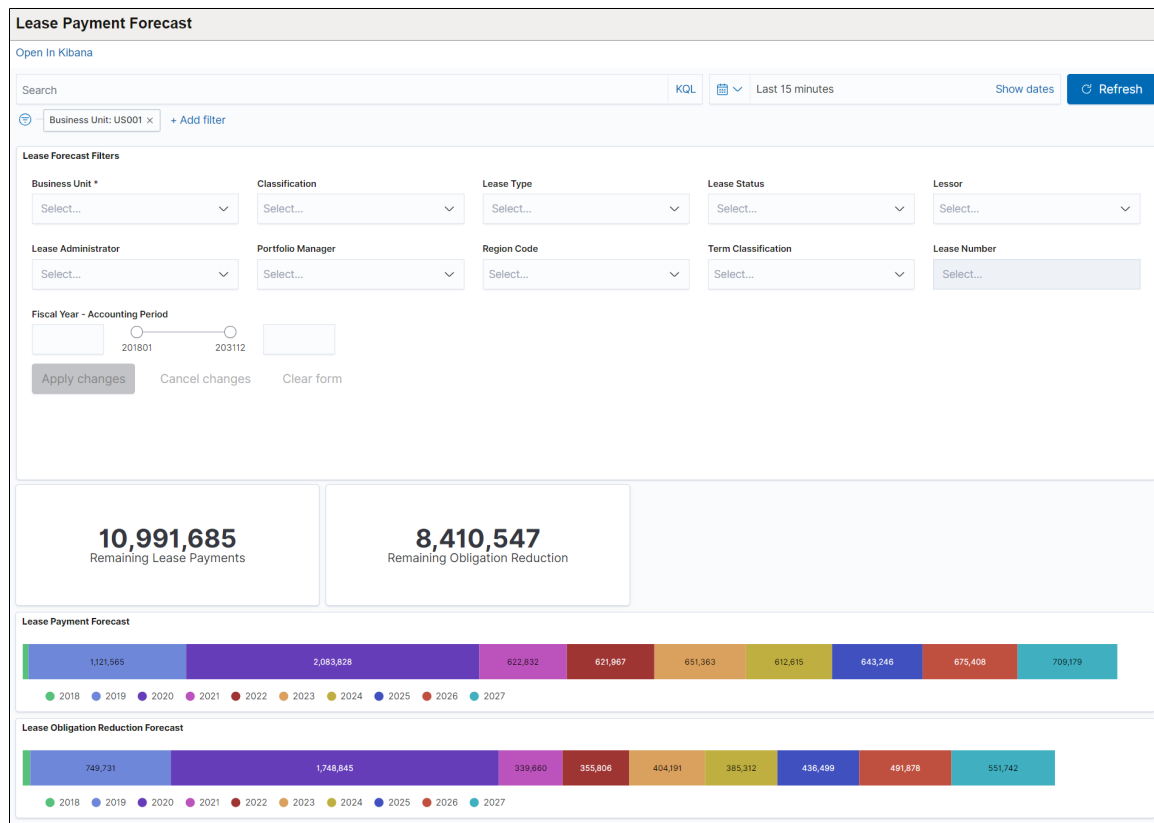 Lease Payment Forecast
Open In Kibana
Search KQL Last 15 minutes Show dates Refresh
Business Unit: US001 × + Add filter
Lease Forecast Filters
Business Unit * Classification Lease Type Lease Status Lessor
Select... Select... Select... Select... Select...
Lease Administrator Portfolio Manager Region Code Term Classification Lease Number
Select... Select... Select... Select... Select...
Fiscal Year - Accounting Period
201801 203112
Apply changes Cancel changes Clear form
10,991,685 8,410,547
Remaining Lease Payments Remaining Obligation Reduction
Lease Payment Forecast
1,121,565 2,083,828 622,832 621,967 651,363 612,615 643,246 675,408 709,179
2018 2019 2020 2021 2022 2023 2024 2025 2026 2027
Lease Obligation Reduction Forecast
749,731 1,748,845 339,660 355,806 404,191 385,312 436,499 491,878 551,742
2018 2019 2020 2021 2022 2023 2024 2025 2026 2027